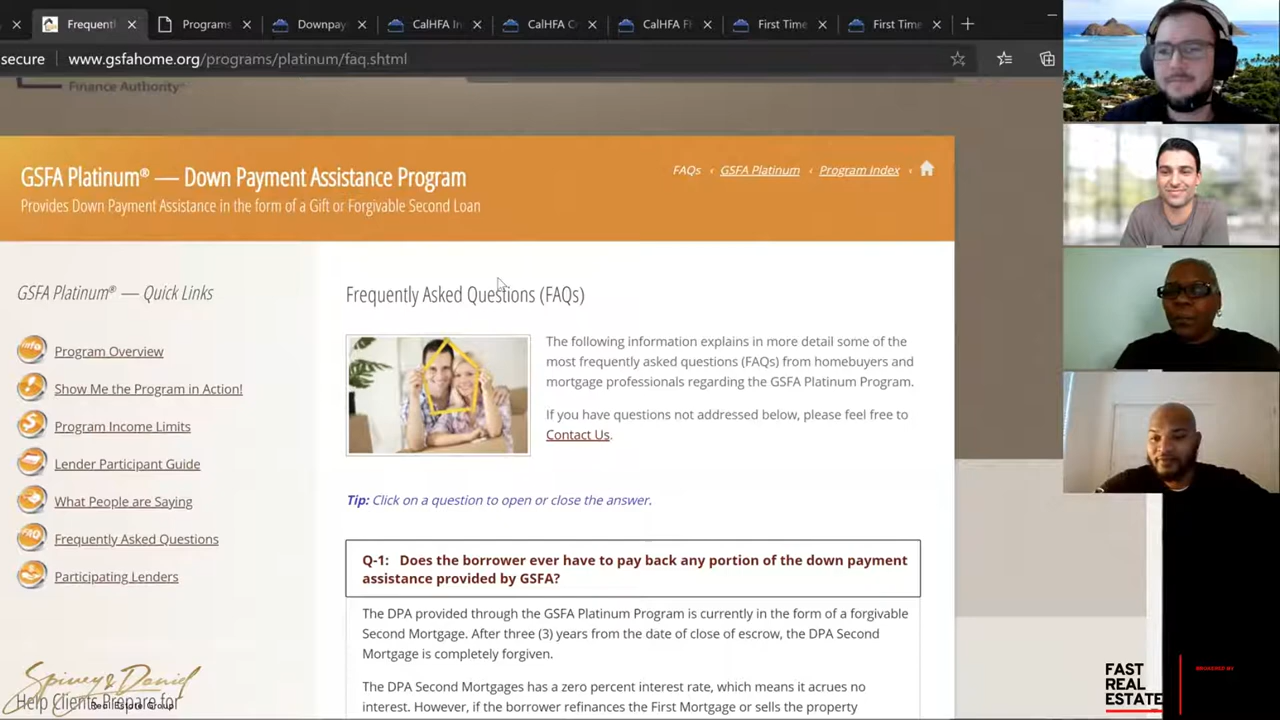 Frequent
Programs
Downpay
CalHFA In
CalHFA C
CalHFA F
First Time
First Time
secure
www.gsfahome.org/programs/platinum/faq.shtml
Finance Authority®
GSFA Platinum® — Down Payment Assistance Program
Provides Down Payment Assistance in the form of a Gift or Forgivable Second Loan
FAQs ‹ GSFA Platinum ‹ Program Index ‹
GSFA Platinum® — Quick Links
Program Overview
Show Me the Program in Action!
Program Income Limits
Lender Participant Guide
What People are Saying
Frequently Asked Questions
Participating Lenders
Help Clients Prepare for
Frequently Asked Questions (FAQs)
The following information explains in more detail some of the
most frequently asked questions (FAQs) from homebuyers and
mortgage professionals regarding the GSFA Platinum Program.
If you have questions not addressed below, please feel free to
Contact Us.
Tip: Click on a question to open or close the answer.
Q-1: Does the borrower ever have to pay back any portion of the down payment
assistance provided by GSFA?
The DPA provided through the GSFA Platinum Program is currently in the form of a forgivable
Second Mortgage. After three (3) years from the date of close of escrow, the DPA Second
Mortgage is completely forgiven.
The DPA Second Mortgages has a zero percent interest rate, which means it accrues no
interest. However, if the borrower refinances the First Mortgage or sells the property
Spivey & Daniel
Real Estate Group
FAST
REAL
ESTATE
BROKERED BY